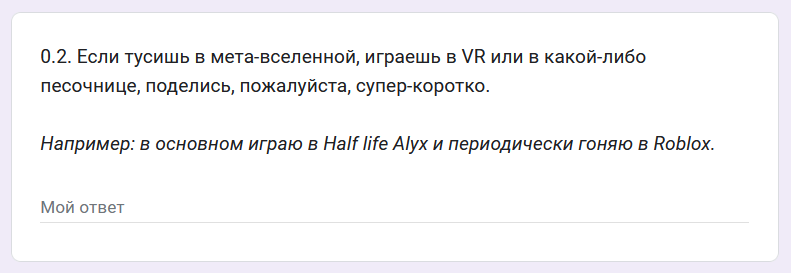 0.2. Если тусишь в мета-вселенной, играешь в VR или в какой-либо
песочнице, поделись, пожалуйста, супер-коротко.
Например: в основном играю в Half life Alyx и периодически гоняю в Roblox.
Мой ответ